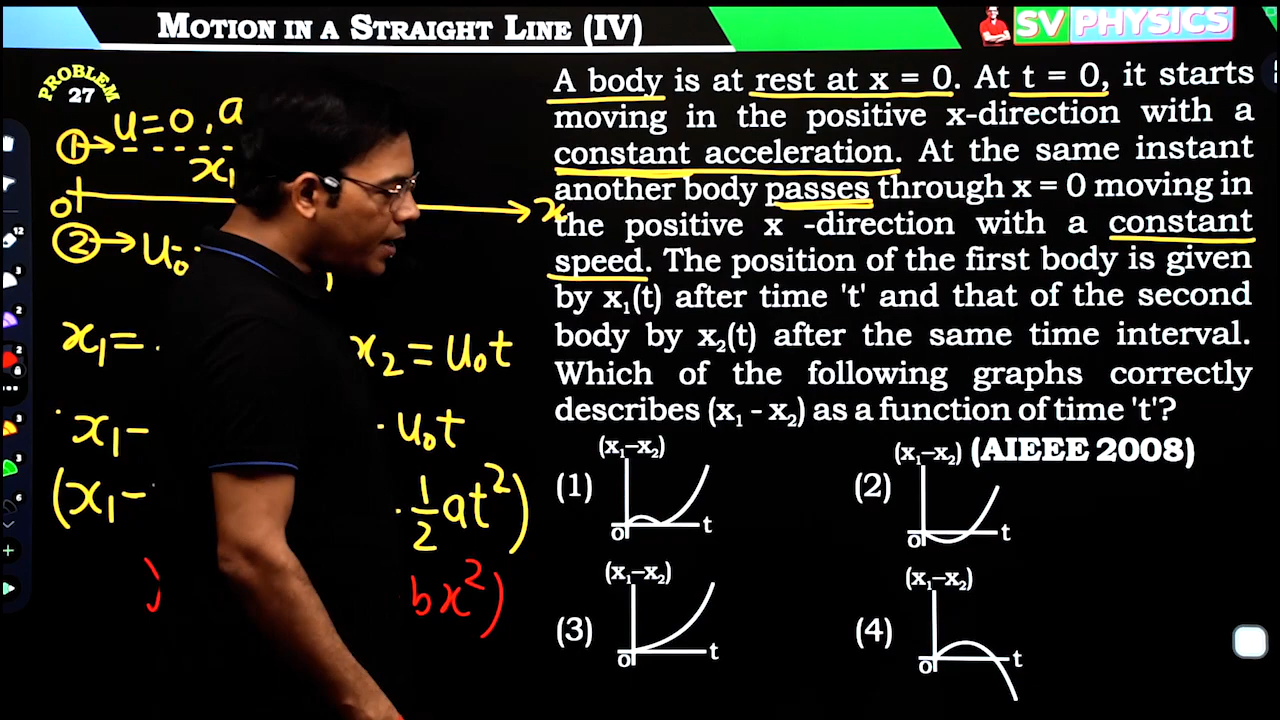 MOTION IN A STRAIGHT LINE (IV)
SV PHYSICS
PROBLEM
27
A body is at rest at x = 0. At t = 0, it starts
moving in the positive x-direction with a
constant acceleration. At the same instant
another body passes through x = 0 moving in
the positive x -direction with a constant
speed. The position of the first body is given
by x₁(t) after time 't' and that of the second
body by x₂(t) after the same time interval.
Which of the following graphs correctly
describes (x₁ - x₂) as a function of time 't'?
(AIEEE 2008)
(1) (x₁–x₂) 0 t
(2) (x₁–x₂) 0 t
(3) (x₁–x₂) 0 t
(4) (x₁–x₂) 0 t
① u=0, a
x₁
0 x
② u₀
x₁=
x₂ = u₀t
x₁-
u₀t
(x₁-
½at²)
bx²)